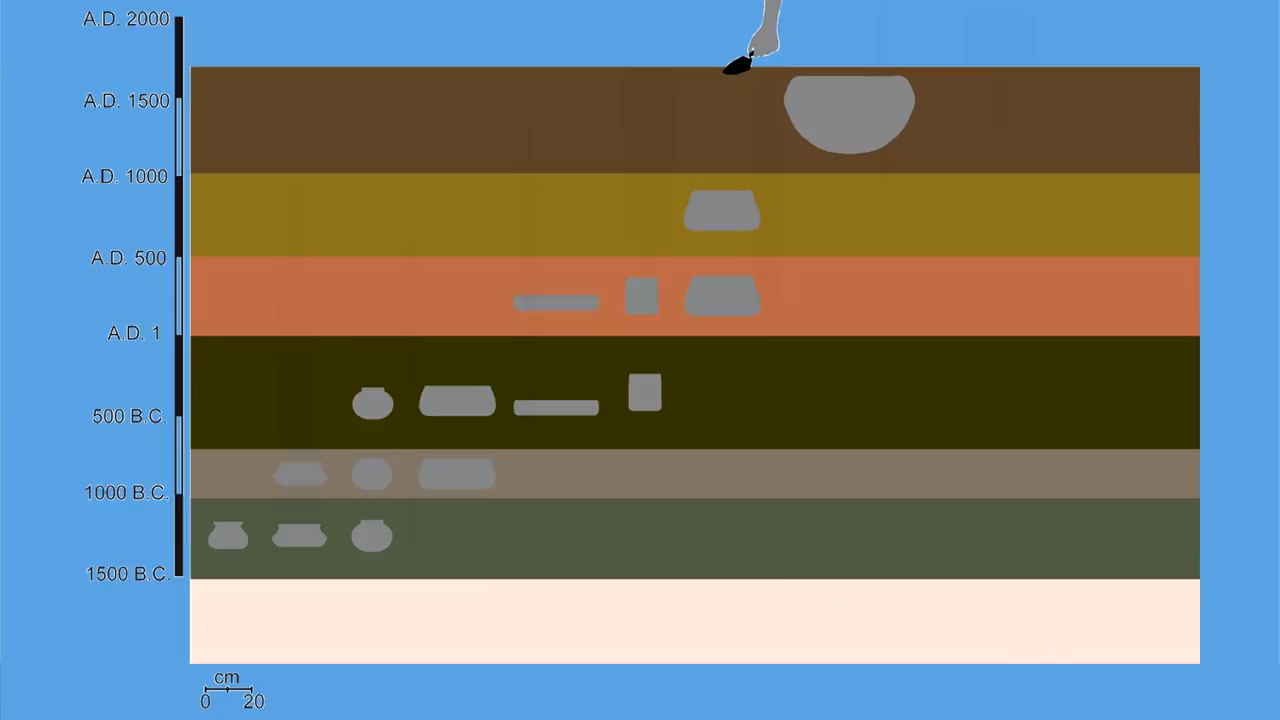 A.D. 2000
A.D. 1500
A.D. 1000
A.D. 500
A.D. 1
500 B.C.
1000 B.C.
1500 B.C.
cm
0 20